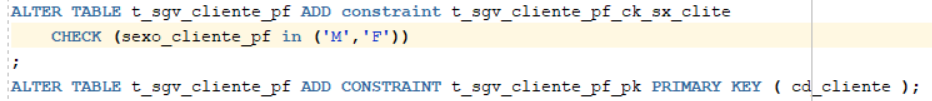 ALTER TABLE t_sgv_cliente_pf ADD constraint t_sgv_cliente_pf_ck_sx_clite
CHECK (sexo_cliente_pf in ('M','F'))
;
ALTER TABLE t_sgv_cliente_pf ADD CONSTRAINT t_sgv_cliente_pf_pk PRIMARY KEY ( cd_cliente );